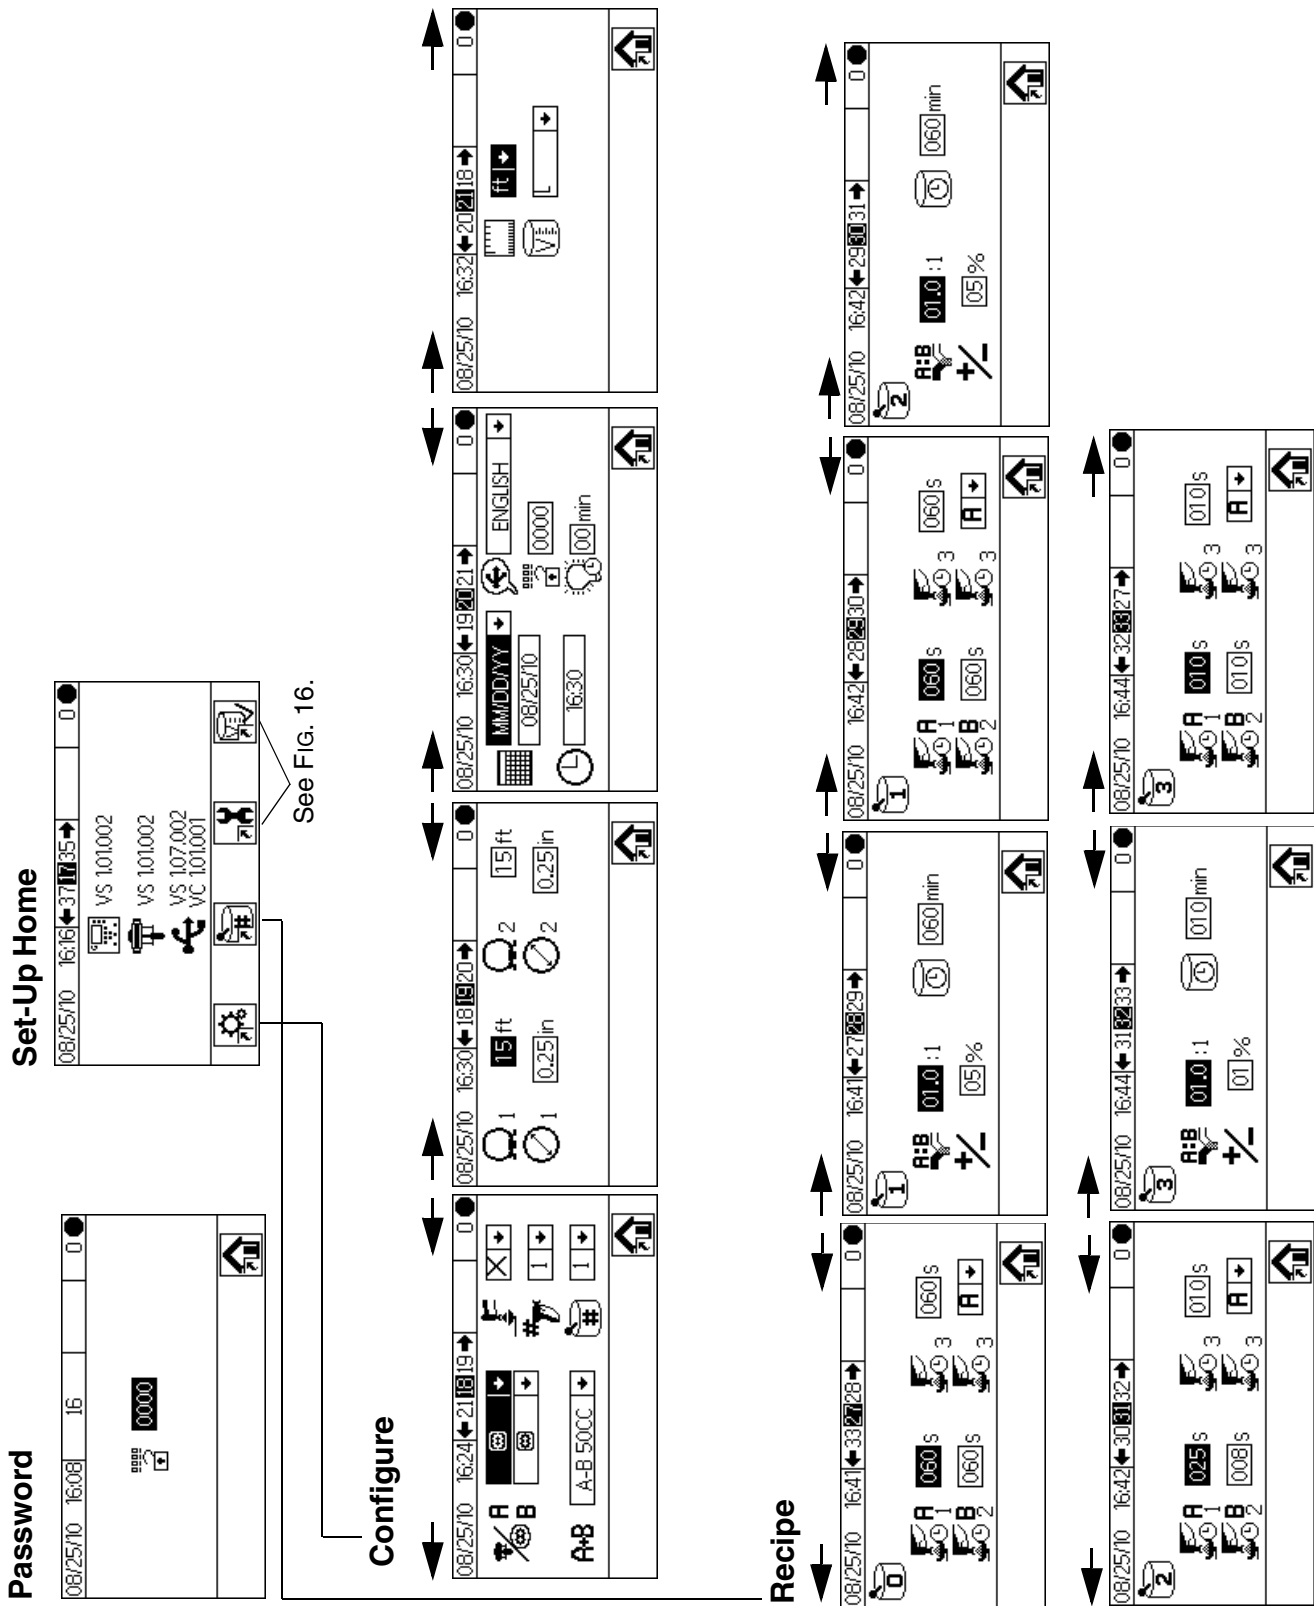 Password
08/25/10 16:08 16 0
0000
Set-Up Home
08/25/10 16:16 37 17 35 0
VS 1.01.002
VS 1.01.002
VS 1.07.002
VC 1.01.001
#
See FIG. 16.
Configure
08/25/10 16:24 21 18 19 0
A
B
A+B A-B 50CC
X
# 1
# 1
08/25/10 16:30 18 19 20 0
1 15 ft 2 15 ft
1 0.25 in 2 0.25 in
08/25/10 16:30 19 20 21 0
MM/DD/YY ENGLISH
08/25/10 0000
16:30 00 min
08/25/10 16:32 20 21 18 0
ft
L
Recipe
08/25/10 16:41 33 27 28 0
0
A 1 060 s 3 060 s
B 2 060 s 3 A
08/25/10 16:41 27 28 29 0
1
A:B 01.0 :1 060 min
+/- 05 %
08/25/10 16:42 28 29 30 0
1
A 1 060 s 3 060 s
B 2 060 s 3 A
08/25/10 16:42 29 30 31 0
2
A:B 01.0 :1 060 min
+/- 05 %
08/25/10 16:42 30 31 32 0
2
A 1 025 s 3 010 s
B 2 008 s 3 A
08/25/10 16:44 31 32 33 0
3
A:B 01.0 :1 010 min
+/- 01 %
08/25/10 16:44 32 33 27 0
3
A 1 010 s 3 010 s
B 2 010 s 3 A